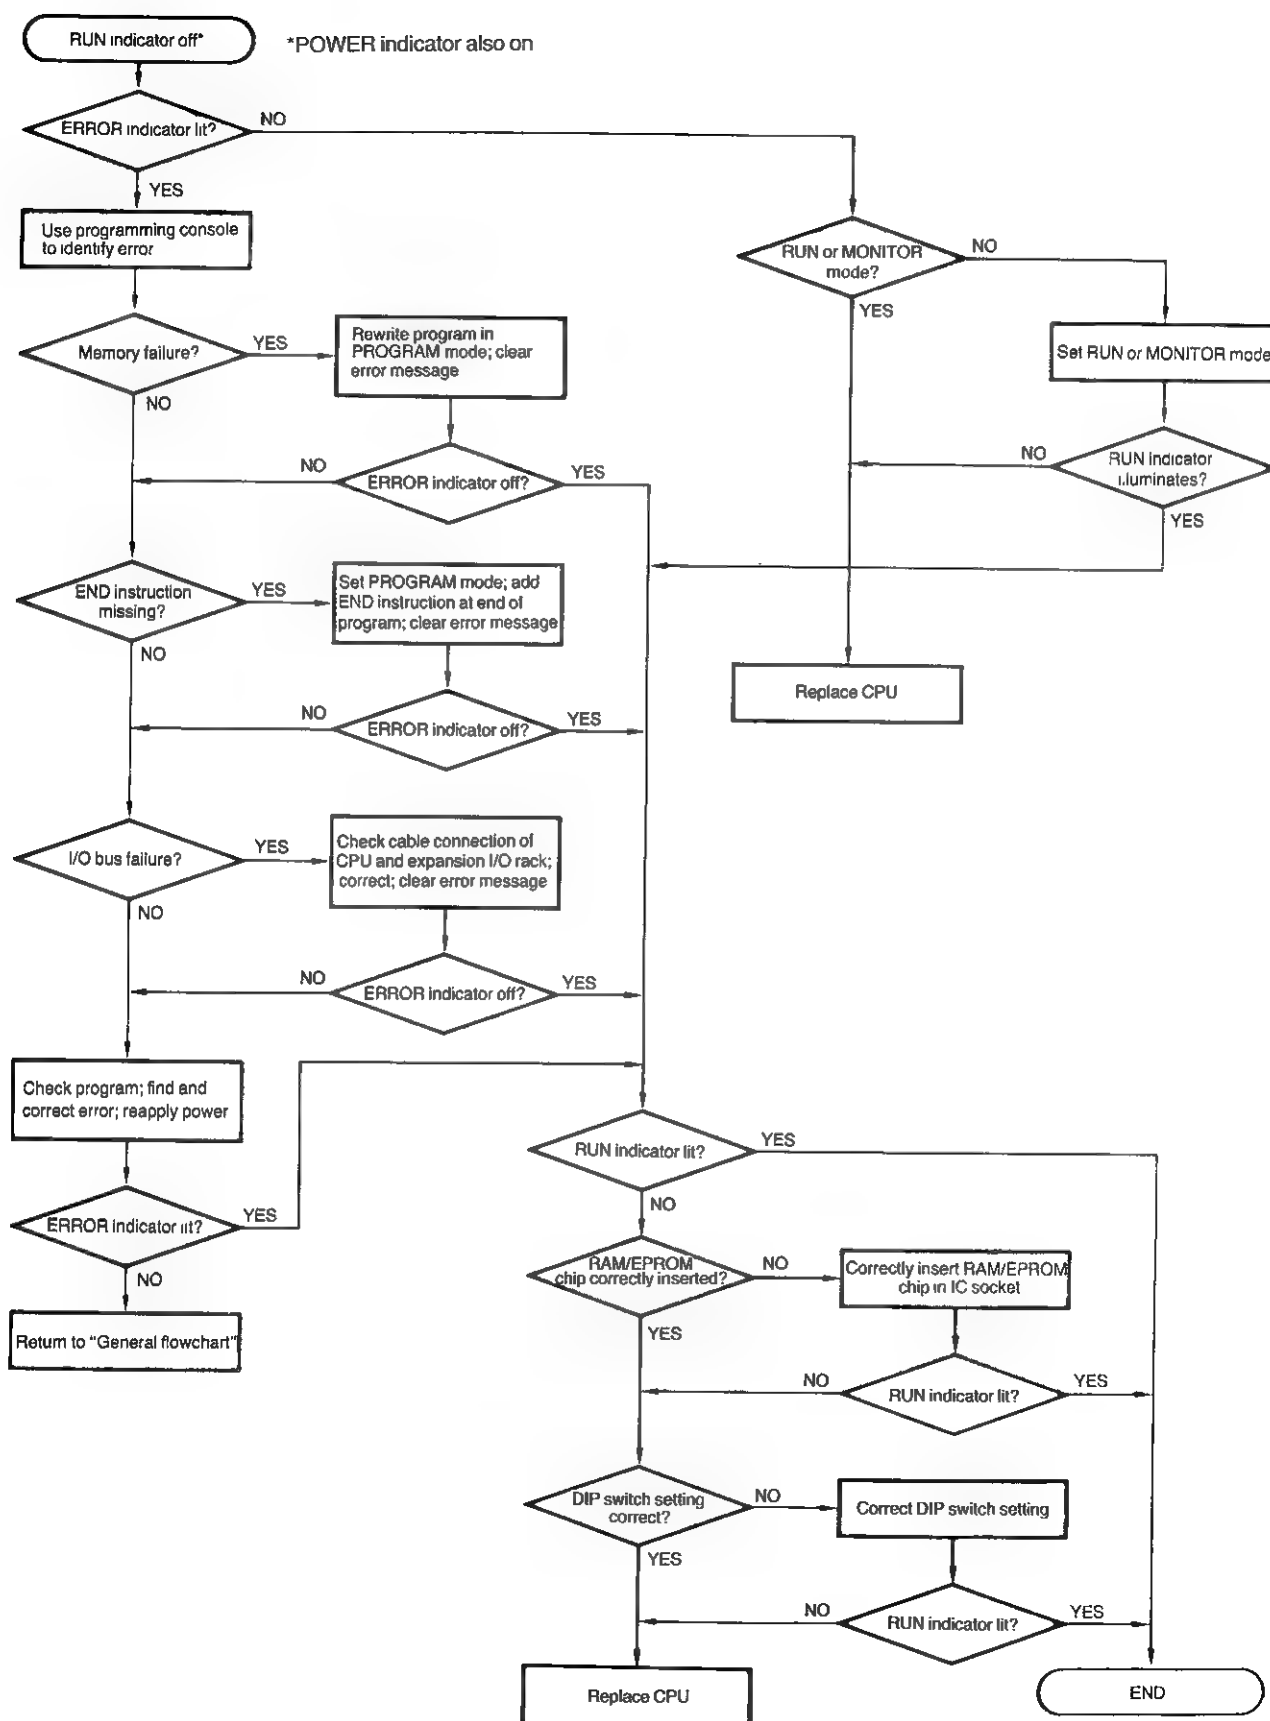 RUN indicator off*
*POWER indicator also on
ERROR indicator lit?
NO
YES
Use programming console
to identify error
RUN or MONITOR
mode?
NO
YES
Memory failure?
YES
NO
Rewrite program in
PROGRAM mode; clear
error message
Set RUN or MONITOR mode
NO
ERROR indicator off?
YES
NO
RUN indicator
illuminates?
YES
END instruction
missing?
YES
NO
Set PROGRAM mode; add
END instruction at end of
program; clear error message
Replace CPU
NO
ERROR indicator off?
YES
I/O bus failure?
YES
NO
Check cable connection of
CPU and expansion I/O rack;
correct; clear error message
NO
ERROR indicator off?
YES
Check program; find and
correct error; reapply power
RUN indicator lit?
YES
NO
ERROR indicator lit?
YES
NO
RAM/EPROM
chip correctly inserted?
NO
YES
Correctly insert RAM/EPROM
chip in IC socket
Return to "General flowchart"
NO
RUN indicator lit?
YES
DIP switch setting
correct?
NO
YES
Correct DIP switch setting
NO
RUN indicator lit?
YES
Replace CPU
END